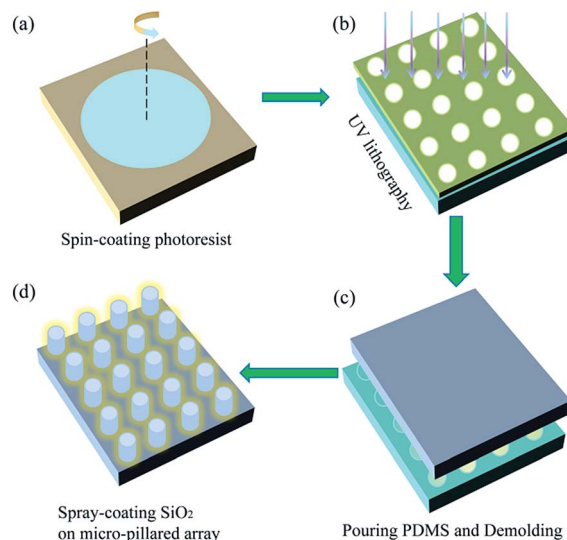 (a)
(b)
UV lithography
Spin-coating photoresist
(d)
(c)
Spray-coating SiO₂
on micro-pillared array
Pouring PDMS and Demolding